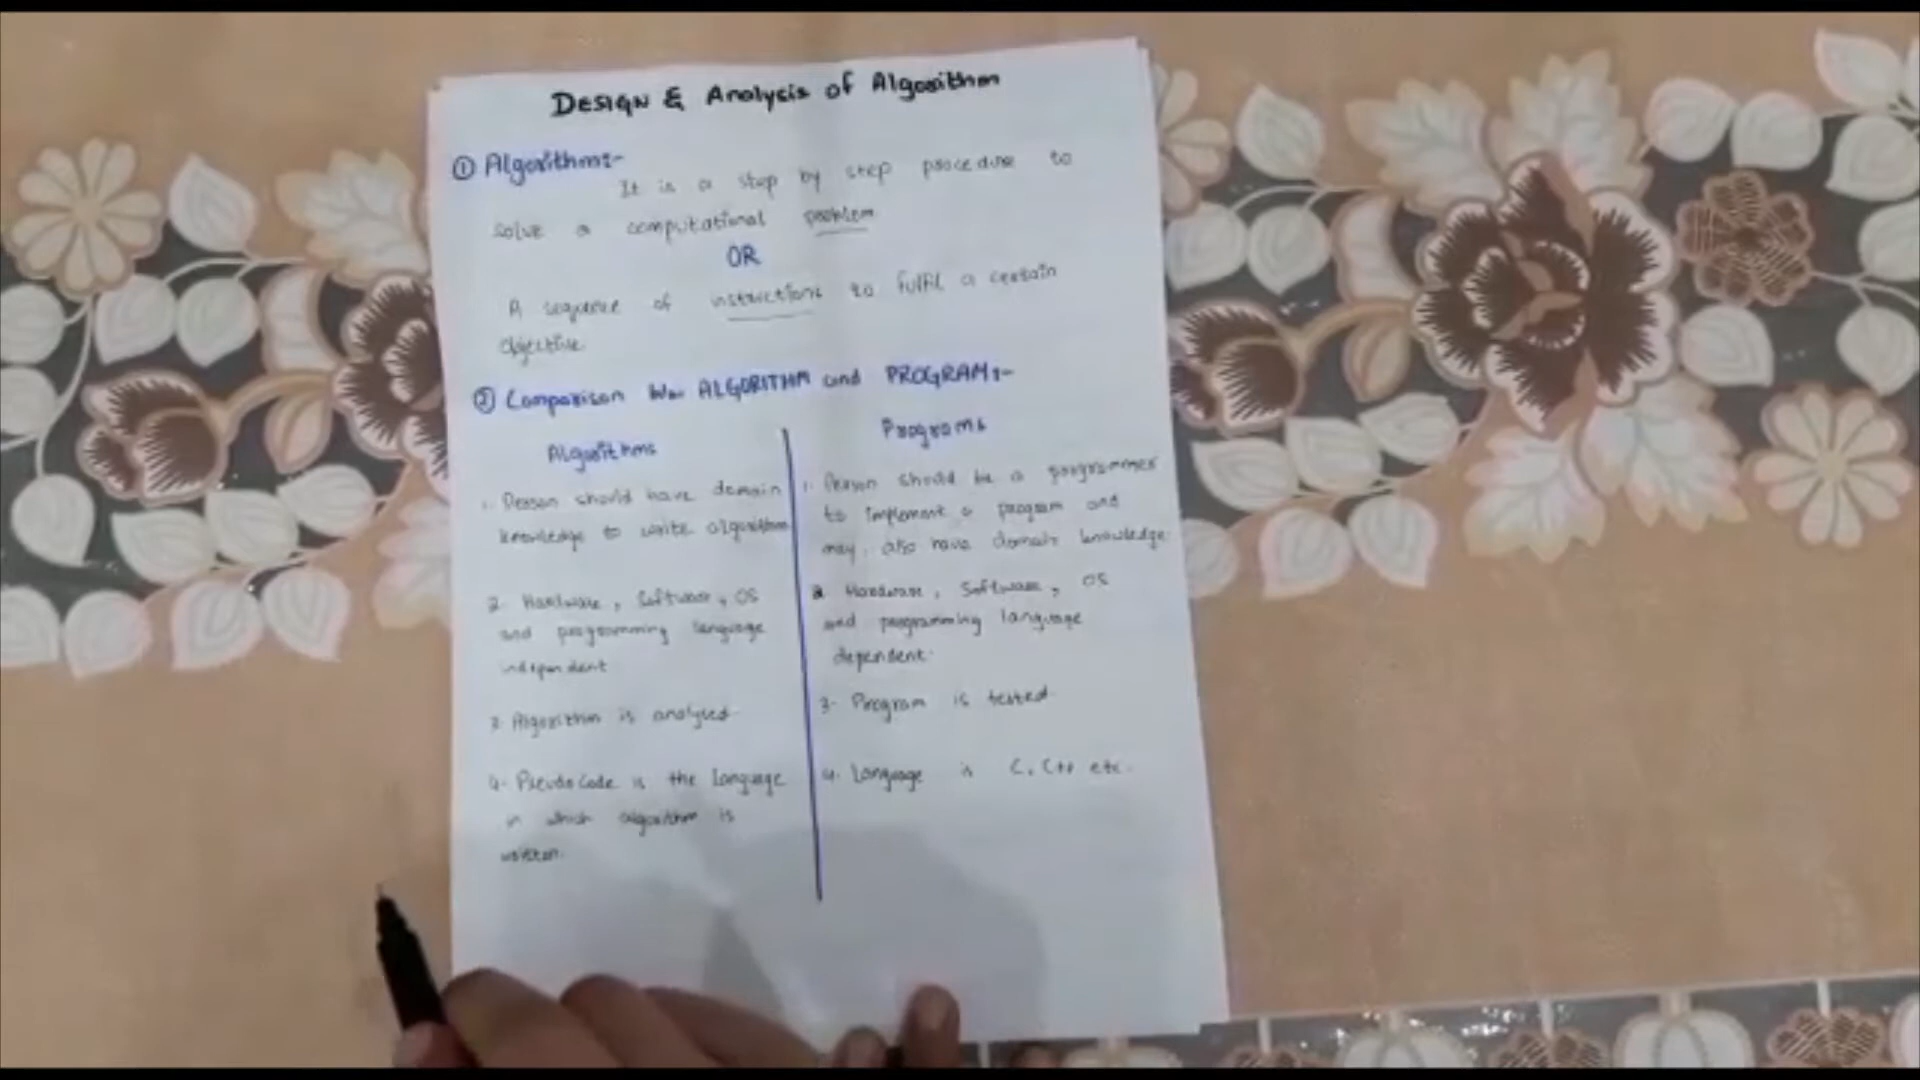 DESIGN & Analysis of Algorithm
① Algorithms:-
It is a step by step procedure to
solve a computational problem
OR
A sequence of instructions to fulfil a certain
objective.
② Comparison b/w ALGORITHM and PROGRAM:-
Algorithms
1. Person should have domain
knowledge to write algorithm
2. Hardware, Software, OS
and programming language
independent
3. Algorithm is analysed
4. Pseudo Code is the language
in which algorithm is
written.
Programs
1. Person should be a programmer
to implement a program and
may, also have domain knowledge.
2. Hardware, Software, OS
and programming language
dependent.
3. Program is tested
4. Language is C, C++ etc.